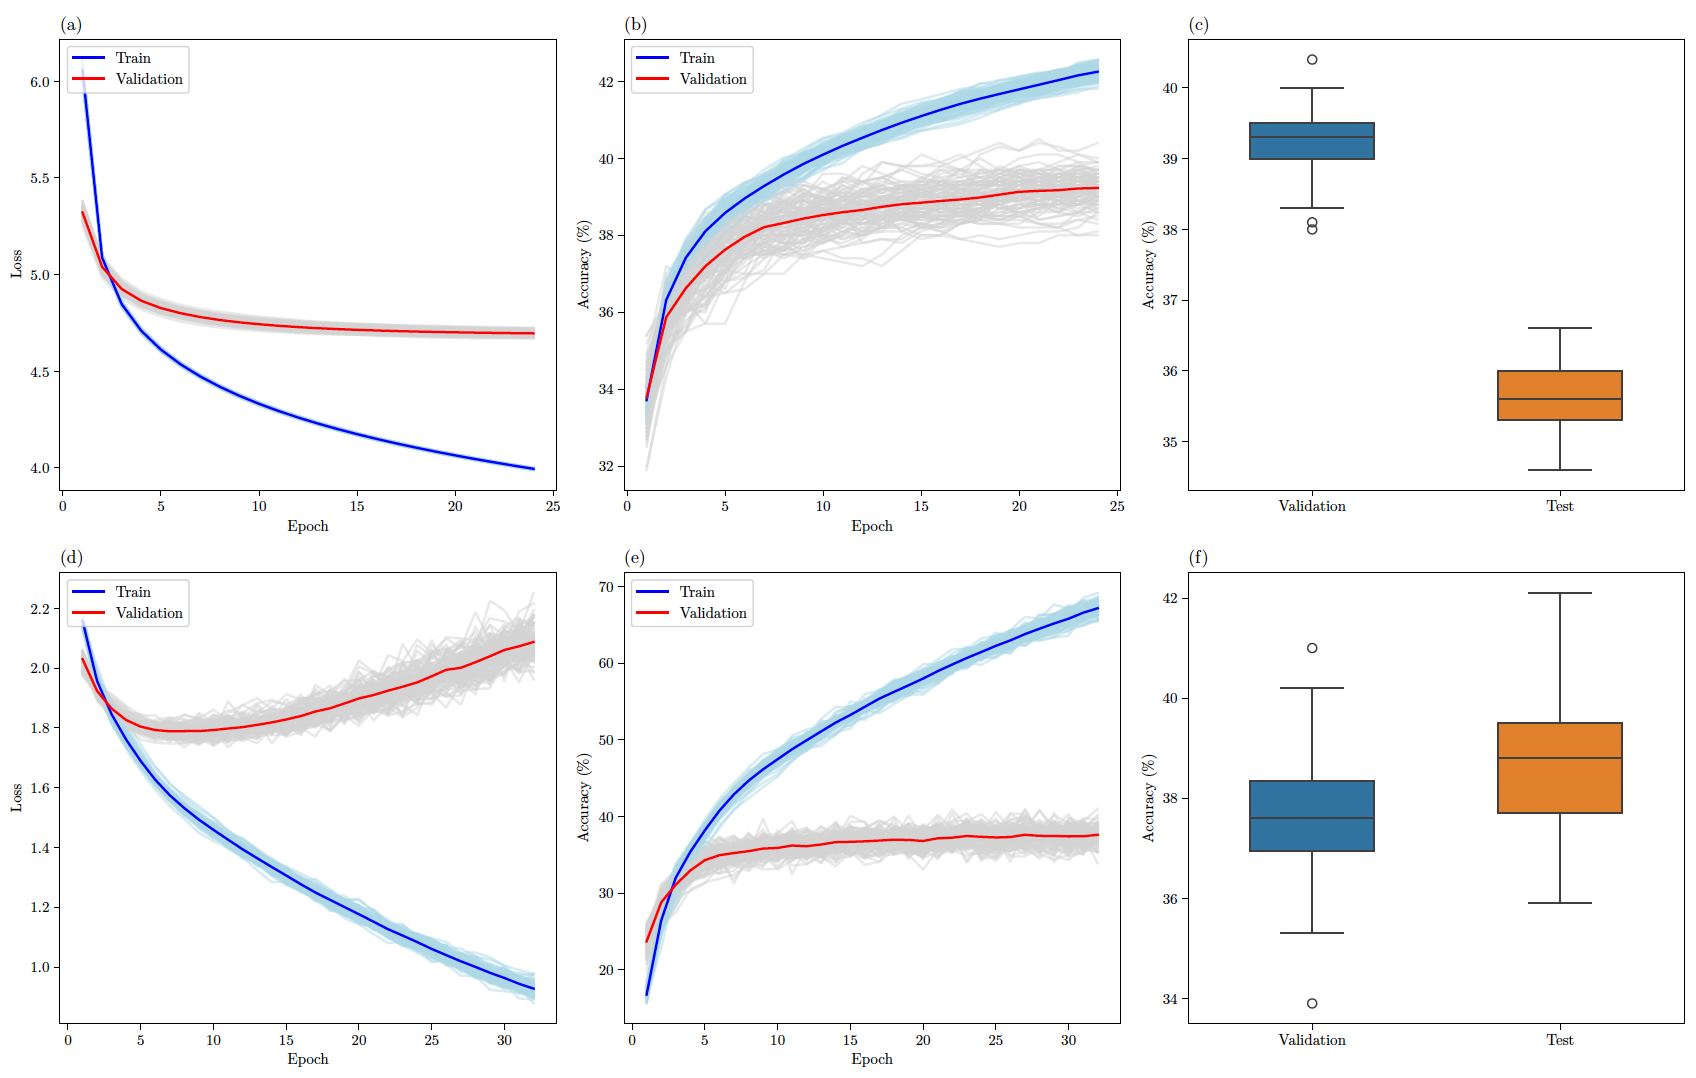 (a)
Train
Validation
6.0
5.5
5.0
4.5
4.0
Loss
0 5 10 15 20 25
Epoch
(b)
Train
Validation
42
40
38
36
34
32
Accuracy (%)
0 5 10 15 20 25
Epoch
(c)
40
39
38
37
36
35
Accuracy (%)
Validation Test
(d)
Train
Validation
2.2
2.0
1.8
1.6
1.4
1.2
1.0
Loss
0 5 10 15 20 25 30
Epoch
(e)
Train
Validation
70
60
50
40
30
20
Accuracy (%)
0 5 10 15 20 25 30
Epoch
(f)
42
40
38
36
34
Accuracy (%)
Validation Test